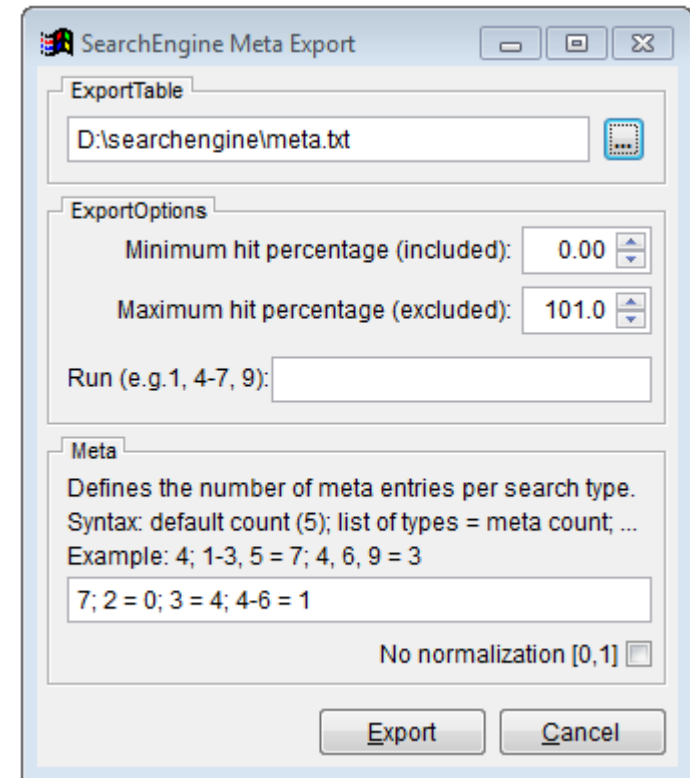 SearchEngine Meta Export
ExportTable
D:\searchengine\meta.txt
...
ExportOptions
Minimum hit percentage (included): 0.00
Maximum hit percentage (excluded): 101.0
Run (e.g.1, 4-7, 9):
Meta
Defines the number of meta entries per search type.
Syntax: default count (5); list of types = meta count; ...
Example: 4; 1-3, 5 = 7; 4, 6, 9 = 3
7; 2 = 0; 3 = 4; 4-6 = 1
No normalization [0,1]
Export Cancel